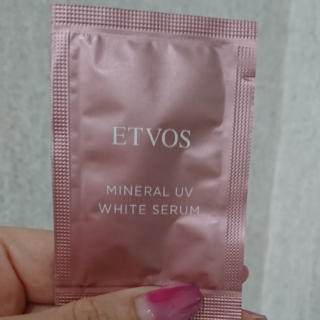 ETVOS
MINERAL UV
WHITE SERUM